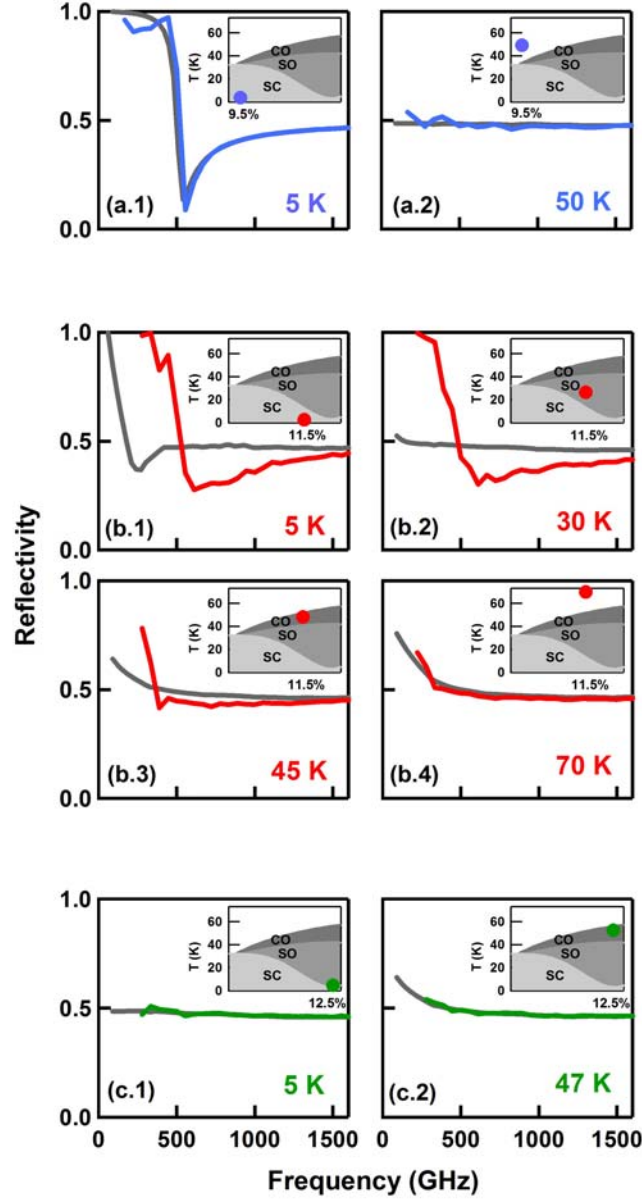 1.0
0.5
0.0
T (K)
60
40
20
0
CO
SO
SC
9.5%
(a.1)
5 K
T (K)
60
40
20
0
CO
SO
SC
9.5%
(a.2)
50 K
1.0
0.5
0.0
T (K)
60
40
20
0
CO
SO
SC
11.5%
(b.1)
5 K
T (K)
60
40
20
0
CO
SO
SC
11.5%
(b.2)
30 K
Reflectivity
1.0
0.5
0.0
T (K)
60
40
20
0
CO
SO
SC
11.5%
(b.3)
45 K
T (K)
60
40
20
0
CO
SO
SC
11.5%
(b.4)
70 K
1.0
0.5
0.0
T (K)
60
40
20
0
CO
SO
SC
12.5%
(c.1)
5 K
T (K)
60
40
20
0
CO
SO
SC
12.5%
(c.2)
47 K
0 500 1000 1500
0 500 1000 1500
Frequency (GHz)